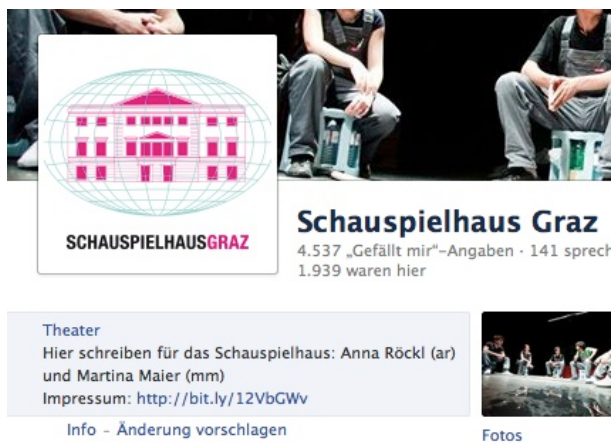 SCHAUSPIELHAUSGRAZ
Schauspielhaus Graz
4.537 „Gefällt mir“-Angaben · 141 sprech
1.939 waren hier
Theater
Hier schreiben für das Schauspielhaus: Anna Röckl (ar)
und Martina Maier (mm)
Impressum: http://bit.ly/12VbGWv
Info - Änderung vorschlagen
Fotos